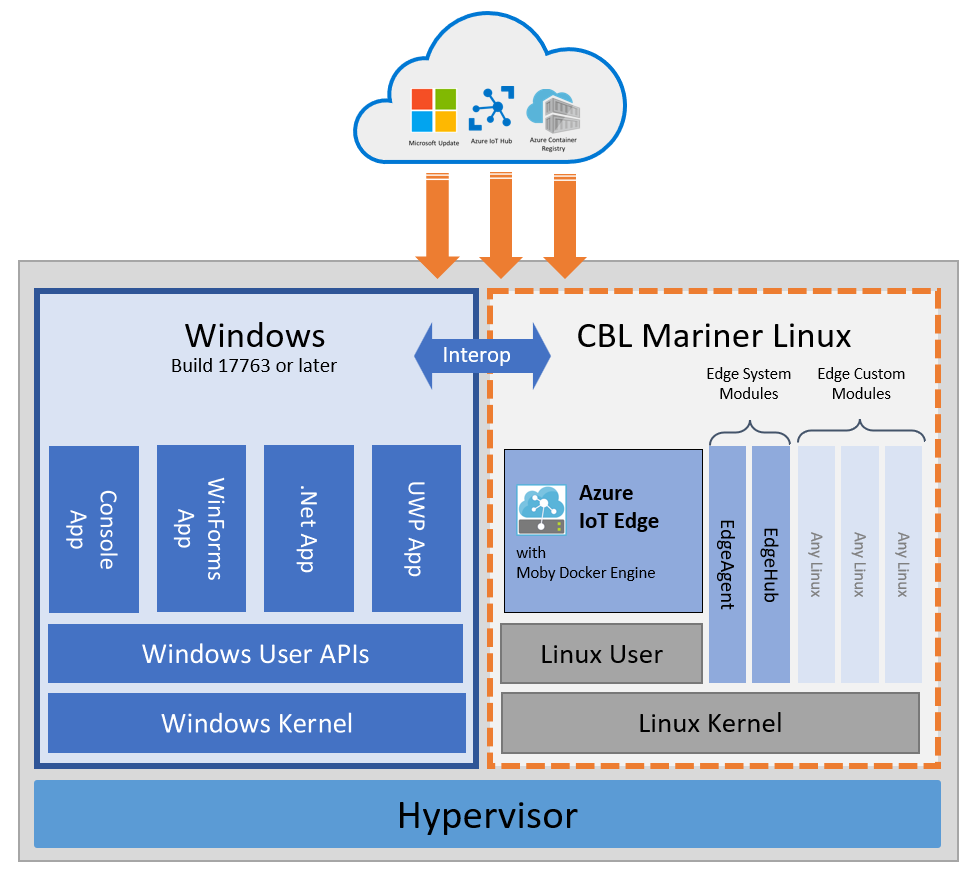 Microsoft Update
Azure IoT Hub
Azure Container
Registry
Windows
Build 17763 or later
Interop
CBL Mariner Linux
Edge System
Modules
Edge Custom
Modules
Console
App
WinForms
App
.Net App
UWP App
Azure
IoT Edge
with
Moby Docker Engine
EdgeAgent
EdgeHub
Any Linux
Any Linux
Any Linux
Windows User APIs
Linux User
Windows Kernel
Linux Kernel
Hypervisor